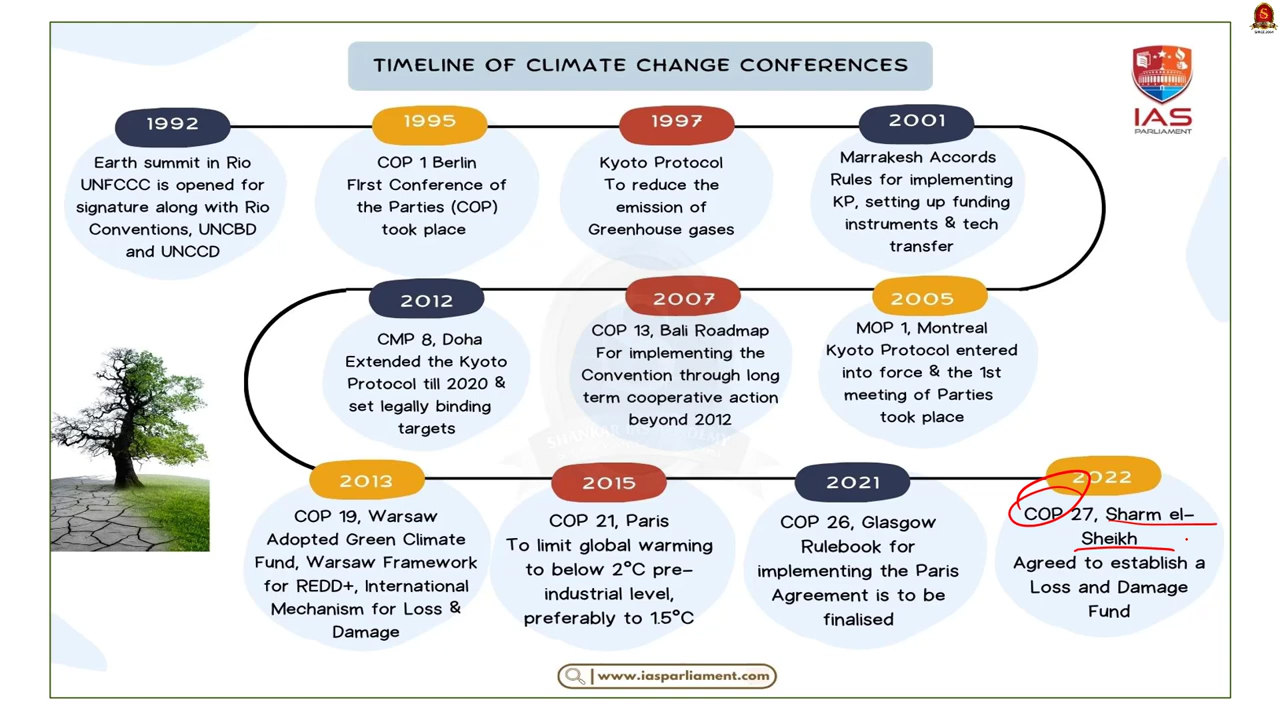 TIMELINE OF CLIMATE CHANGE CONFERENCES
IAS
PARLIAMENT
1992
Earth summit in Rio
UNFCCC is opened for
signature along with Rio
Conventions, UNCBD
and UNCCD
1995
COP 1 Berlin
FIrst Conference of
the Parties (COP)
took place
1997
Kyoto Protocol
To reduce the
emission of
Greenhouse gases
2001
Marrakesh Accords
Rules for implementing
KP, setting up funding
instruments & tech
transfer
2005
MOP 1, Montreal
Kyoto Protocol entered
into force & the 1st
meeting of Parties
took place
2007
COP 13, Bali Roadmap
For implementing the
Convention through long
term cooperative action
beyond 2012
2012
CMP 8, Doha
Extended the Kyoto
Protocol till 2020 &
set legally binding
targets
2013
COP 19, Warsaw
Adopted Green Climate
Fund, Warsaw Framework
for REDD+, International
Mechanism for Loss &
Damage
2015
COP 21, Paris
To limit global warming
to below 2°C pre-
industrial level,
preferably to 1.5°C
2021
COP 26, Glasgow
Rulebook for
implementing the Paris
Agreement is to be
finalised
2022
COP 27, Sharm el-
Sheikh
Agreed to establish a
Loss and Damage
Fund
www.iasparliament.com